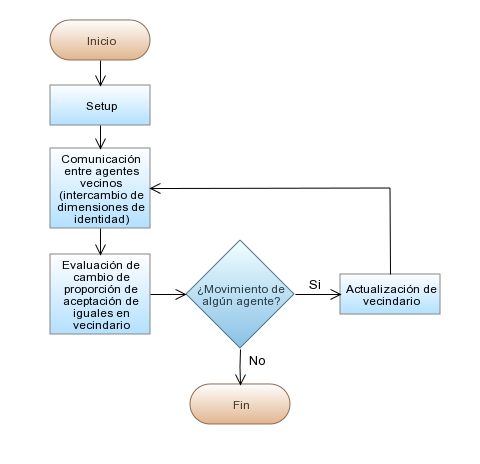 Inicio
Setup
Comunicación
entre agentes
vecinos
(intercambio de
dimensiones de
identidad)
Evaluación de
cambio de
proporción de
aceptación de
iguales en
vecindario
¿Movimiento de
algún agente?
Si
Actualización de
vecindario
No
Fin